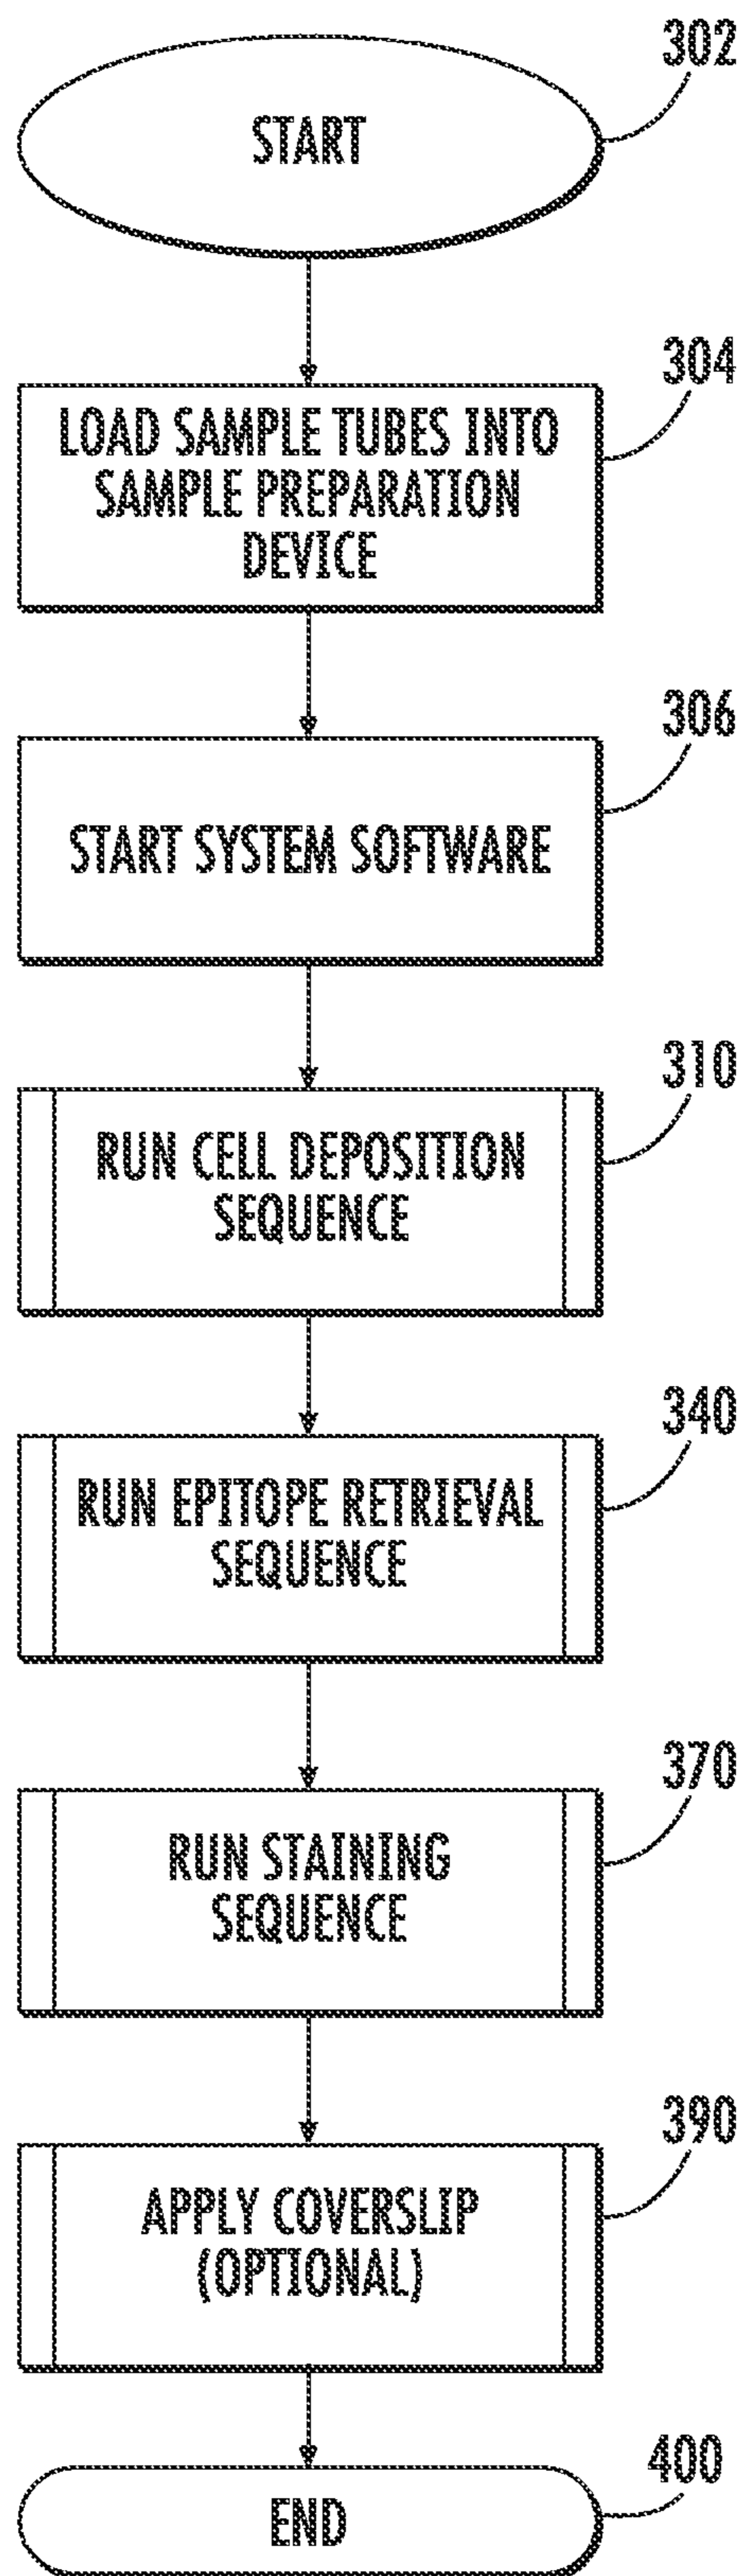 302
START
304
LOAD SAMPLE TUBES INTO
SAMPLE PREPARATION
DEVICE
306
START SYSTEM SOFTWARE
310
RUN CELL DEPOSITION
SEQUENCE
340
RUN EPITOPE RETRIEVAL
SEQUENCE
370
RUN STAINING
SEQUENCE
390
APPLY COVERSLIP
(OPTIONAL)
400
END